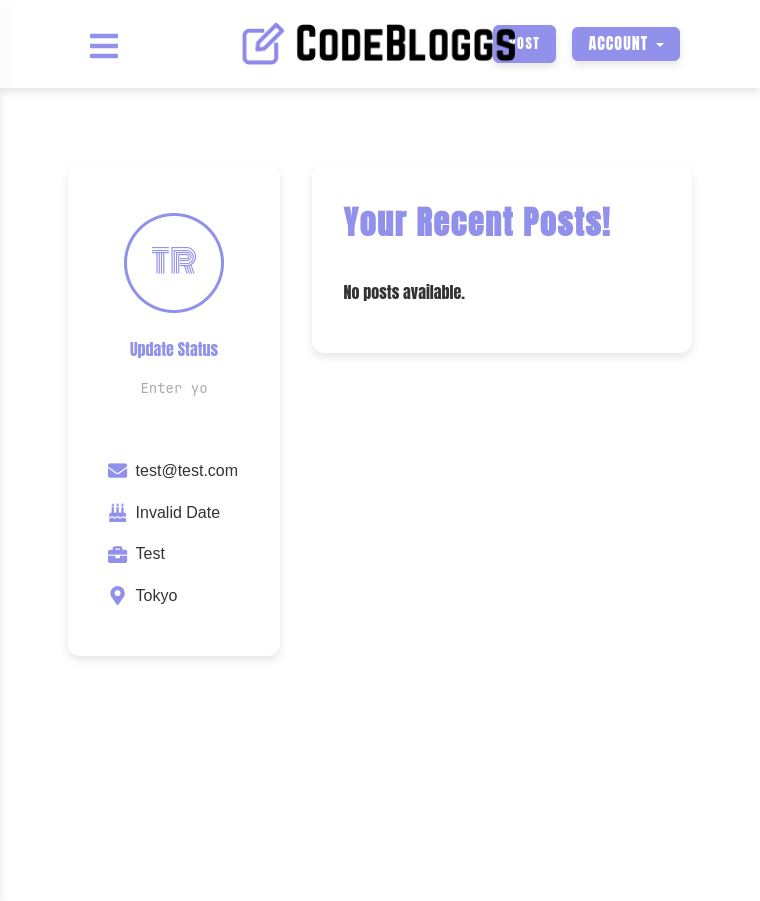 CodeBloggs
ACCOUNT
TR
Update Status
Enter yo
test@test.com
Invalid Date
Test
Tokyo
Your Recent Posts!
No posts available.